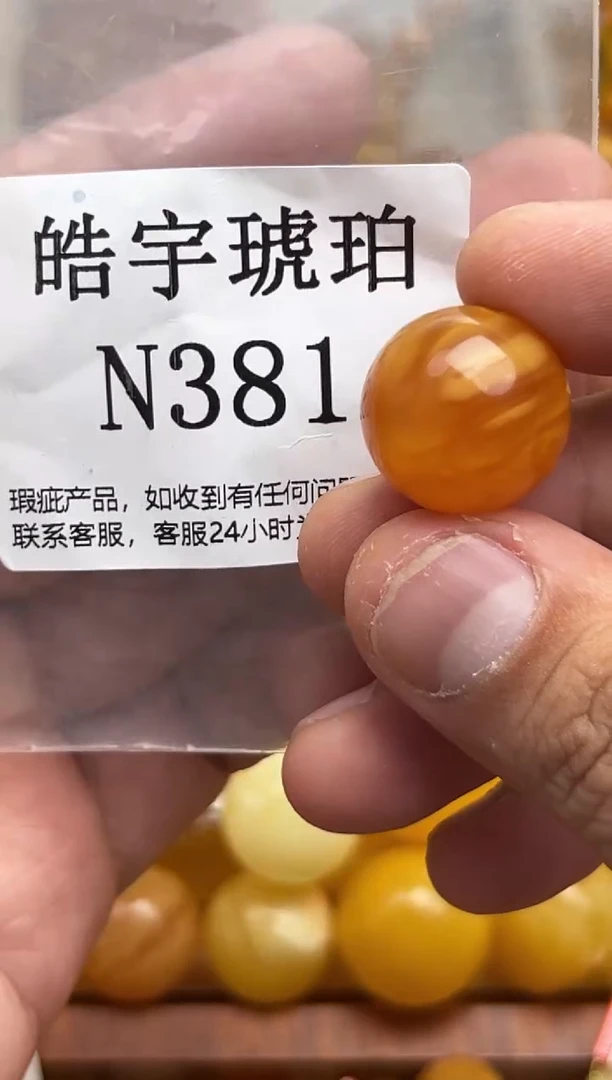 皓宇琥珀
N381
瑕疵产品，如收到有任何问
联系客服，客服24小时